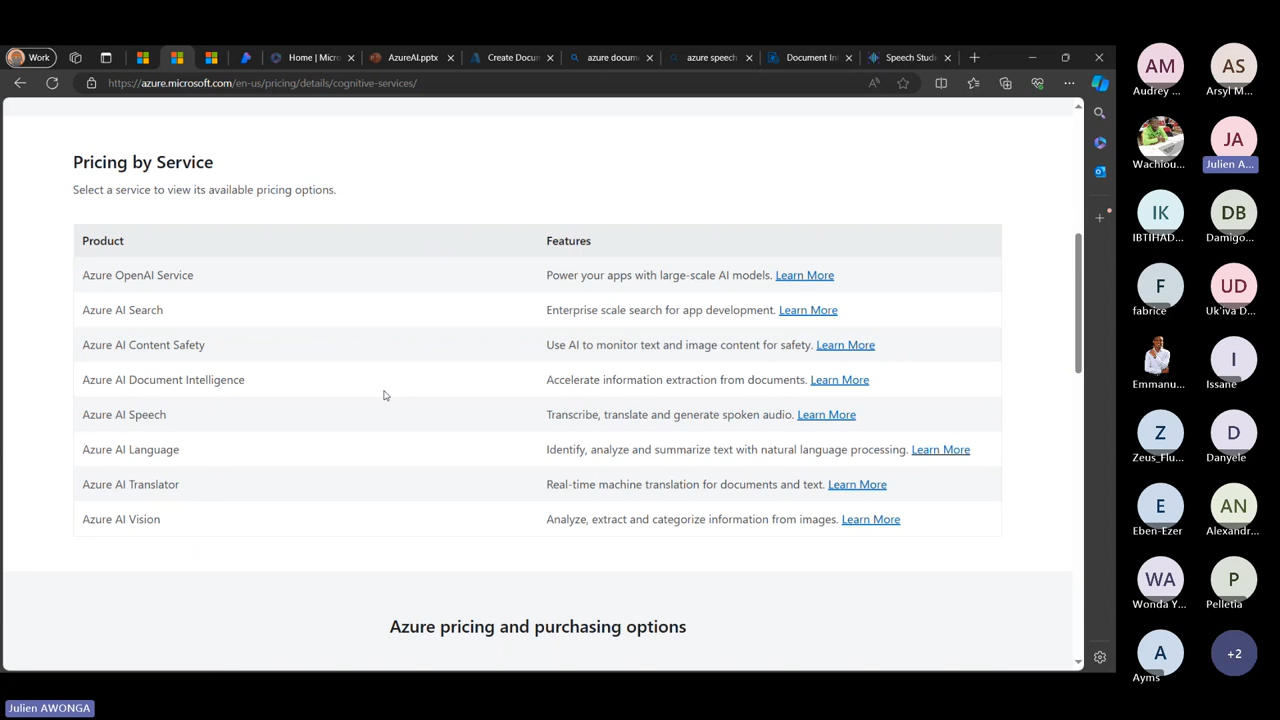 Work
Home | Micr
AzureAI.pptx
Create Docun
azure docum
azure speech
Document Int
Speech Studi
https://azure.microsoft.com/en-us/pricing/details/cognitive-services/
Pricing by Service
Select a service to view its available pricing options.
Product Features
Azure OpenAI Service Power your apps with large-scale AI models. Learn More
Azure AI Search Enterprise scale search for app development. Learn More
Azure AI Content Safety Use AI to monitor text and image content for safety. Learn More
Azure AI Document Intelligence Accelerate information extraction from documents. Learn More
Azure AI Speech Transcribe, translate and generate spoken audio. Learn More
Azure AI Language Identify, analyze and summarize text with natural language processing. Learn More
Azure AI Translator Real-time machine translation for documents and text. Learn More
Azure AI Vision Analyze, extract and categorize information from images. Learn More
Azure pricing and purchasing options
AM AS
Audrey ... Arsyl M...
JA
Wachiou... Julien A...
IK DB
IBTIHAD... Damigo...
F UD
fabrice Uk'iva D...
I
Emmanu... Issane
Z D
Zeus_Flu... Danyele
E AN
Eben-Ezer Alexandr...
WA P
Wonda Y... Pelletia
A +2
Ayms
Julien AWONGA